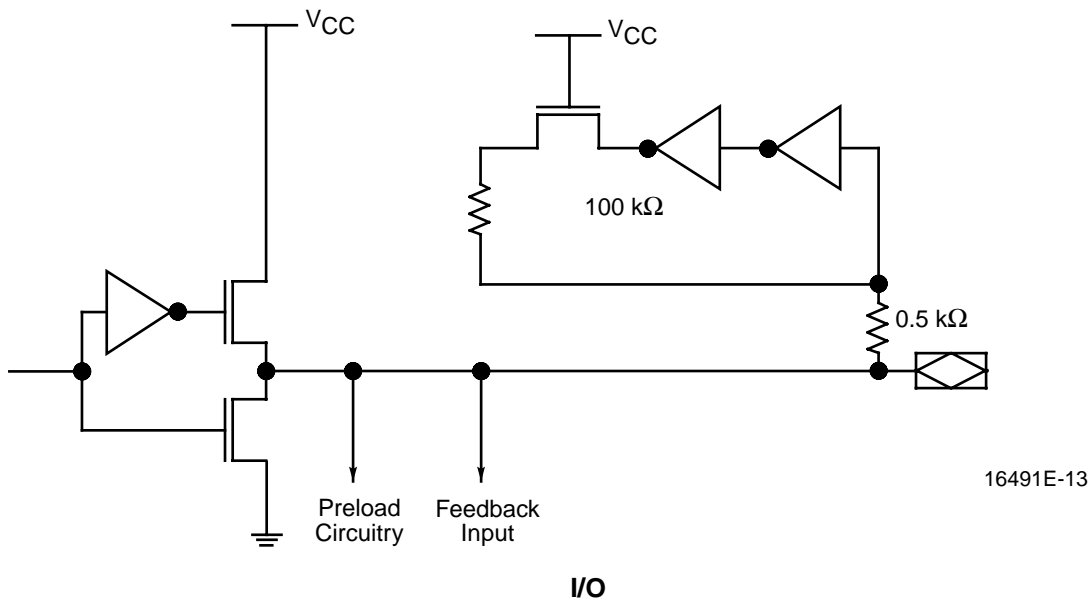 VCC
VCC
100 kΩ
0.5 kΩ
16491E-13
Preload
Circuitry
Feedback
Input
I/O